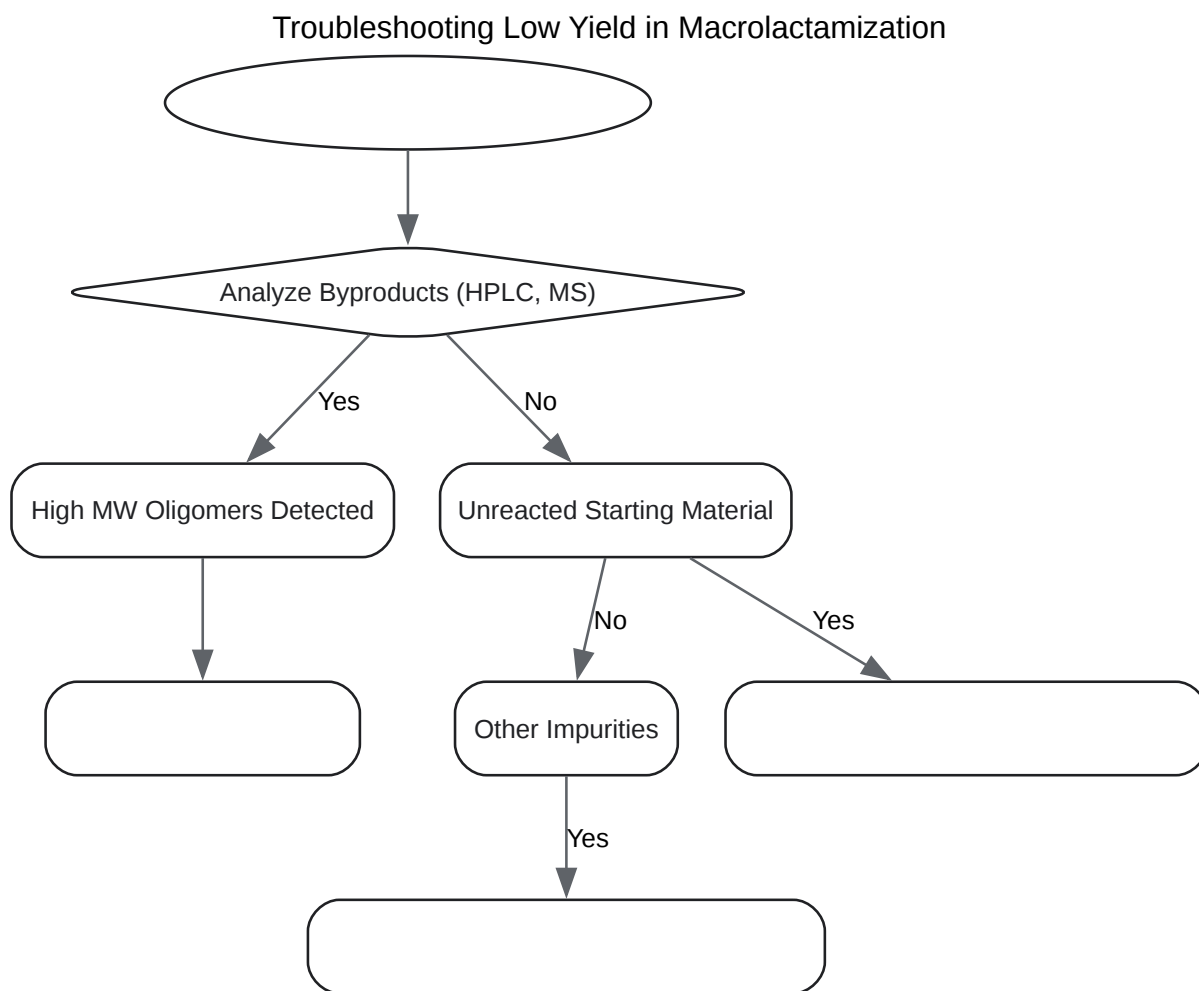 Troubleshooting Low Yield in Macrolactamization
Analyze Byproducts (HPLC, MS)
Yes
No
High MW Oligomers Detected
Unreacted Starting Material
No
Yes
Other Impurities
Yes